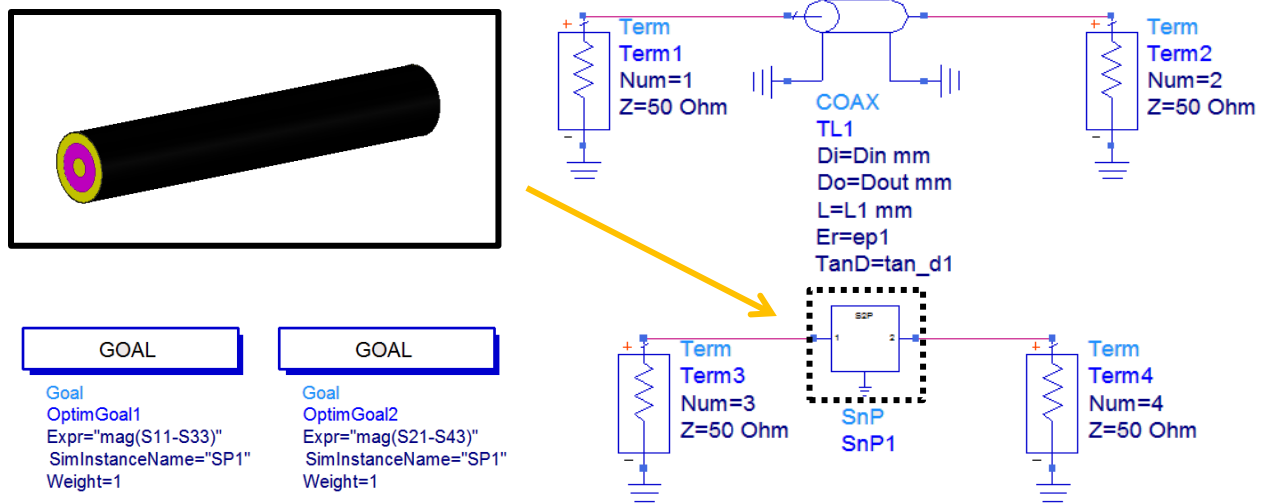 Term
Term1
Num=1
Z=50 Ohm
+
-
COAX
TL1
Di=Din mm
Do=Dout mm
L=L1 mm
Er=ep1
TanD=tan_d1
+
-
Term
Term2
Num=2
Z=50 Ohm
GOAL
Goal
OptimGoal1
Expr="mag(S11-S33)"
SimInstanceName="SP1"
Weight=1
GOAL
Goal
OptimGoal2
Expr="mag(S21-S43)"
SimInstanceName="SP1"
Weight=1
+
-
Term
Term3
Num=3
Z=50 Ohm
S2P
1 2
SnP
SnP1
+
-
Term
Term4
Num=4
Z=50 Ohm